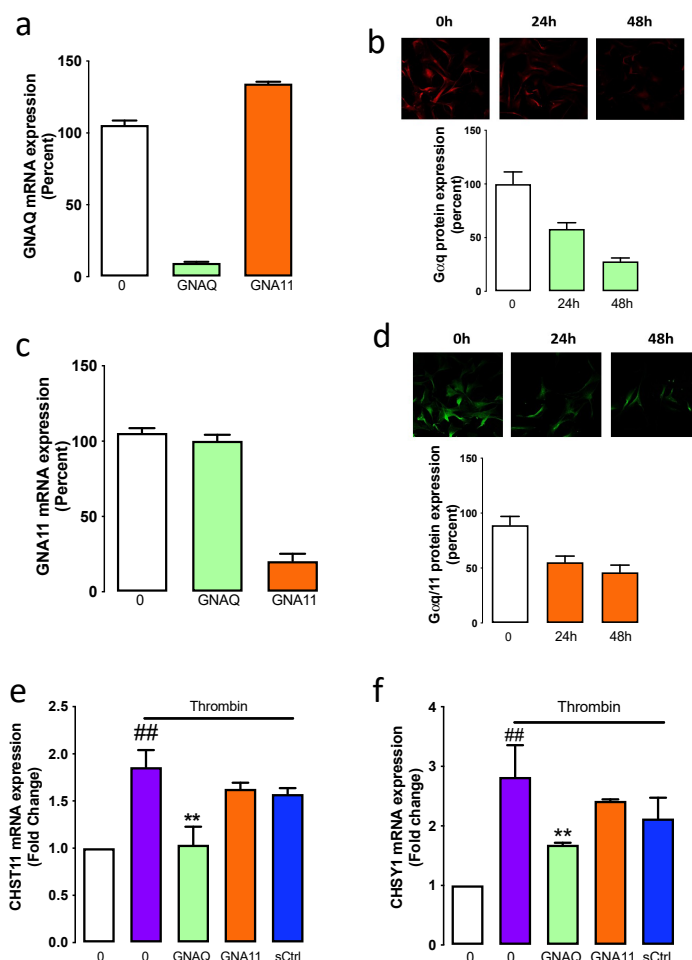 a
GNAQ mRNA expression
(Percent)
150
100
50
0
0 GNAQ GNA11
b
0h 24h 48h
Gαq protein expression
(percent)
150
100
50
0
0 24h 48h
c
GNA11 mRNA expression
(Percent)
150
100
50
0
0 GNAQ GNA11
d
0h 24h 48h
Gαq/11 protein expression
(percent)
150
100
50
0
0 24h 48h
e
CHST11 mRNA expression
(Fold Change)
2.5
2.0
1.5
1.0
0.5
0.0
Thrombin
##
**
0 0 GNAQ GNA11 sCtrl
f
CHSY1 mRNA expression
(Fold change)
4
3
2
1
0
Thrombin
##
**
0 0 GNAQ GNA11 sCtrl